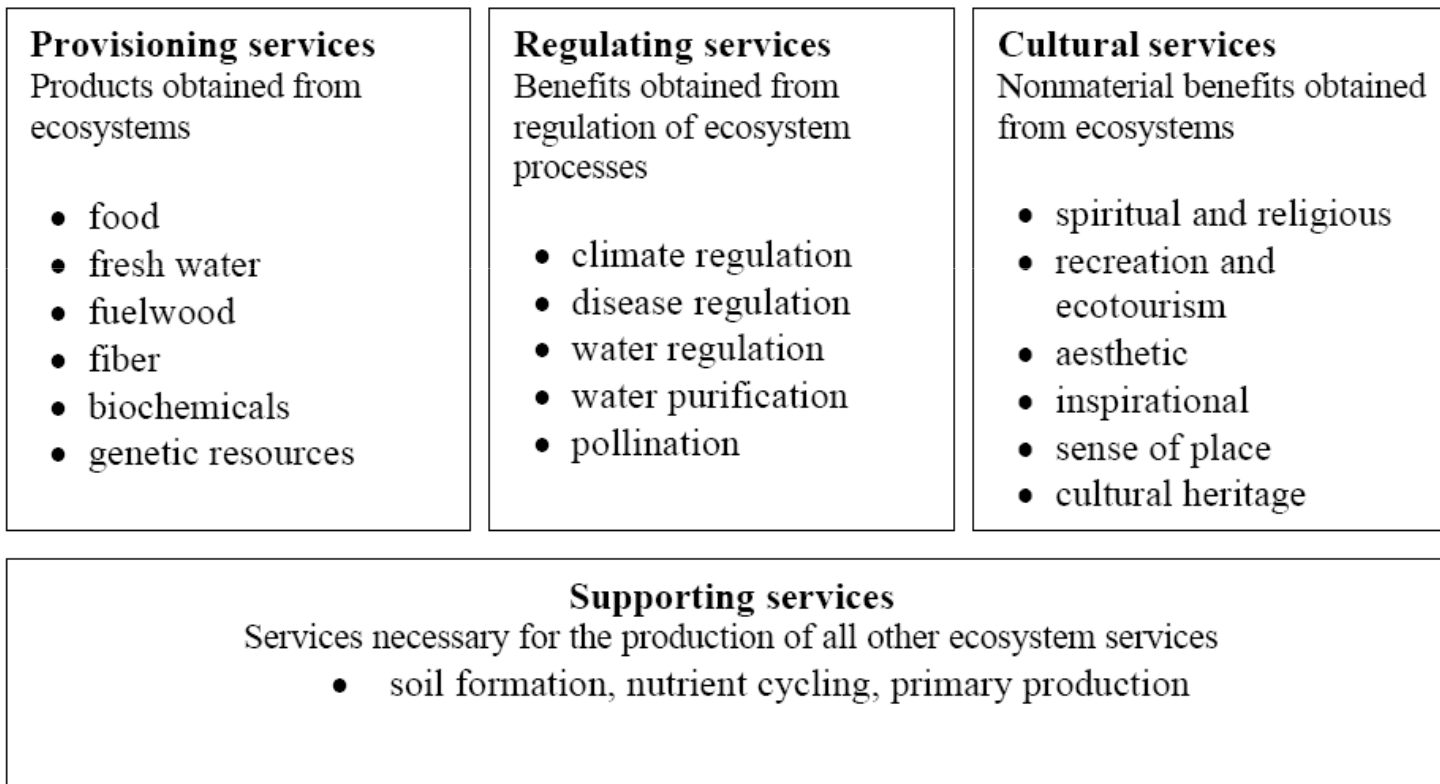 Provisioning services
Products obtained from
ecosystems
• food
• fresh water
• fuelwood
• fiber
• biochemicals
• genetic resources
Regulating services
Benefits obtained from
regulation of ecosystem
processes
• climate regulation
• disease regulation
• water regulation
• water purification
• pollination
Cultural services
Nonmaterial benefits obtained
from ecosystems
• spiritual and religious
• recreation and
ecotourism
• aesthetic
• inspirational
• sense of place
• cultural heritage
Supporting services
Services necessary for the production of all other ecosystem services
• soil formation, nutrient cycling, primary production